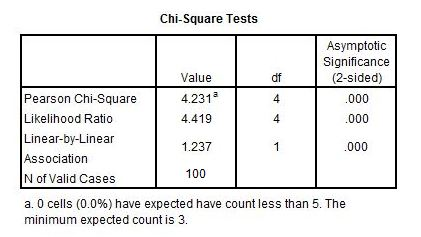 Chi-Square Tests
Value df Asymptotic Significance (2-sided)
Pearson Chi-Square 4.231a 4 .000
Likelihood Ratio 4.419 4 .000
Linear-by-Linear Association 1.237 1 .000
N of Valid Cases 100
a. 0 cells (0.0%) have expected have count less than 5. The
minimum expected count is 3.